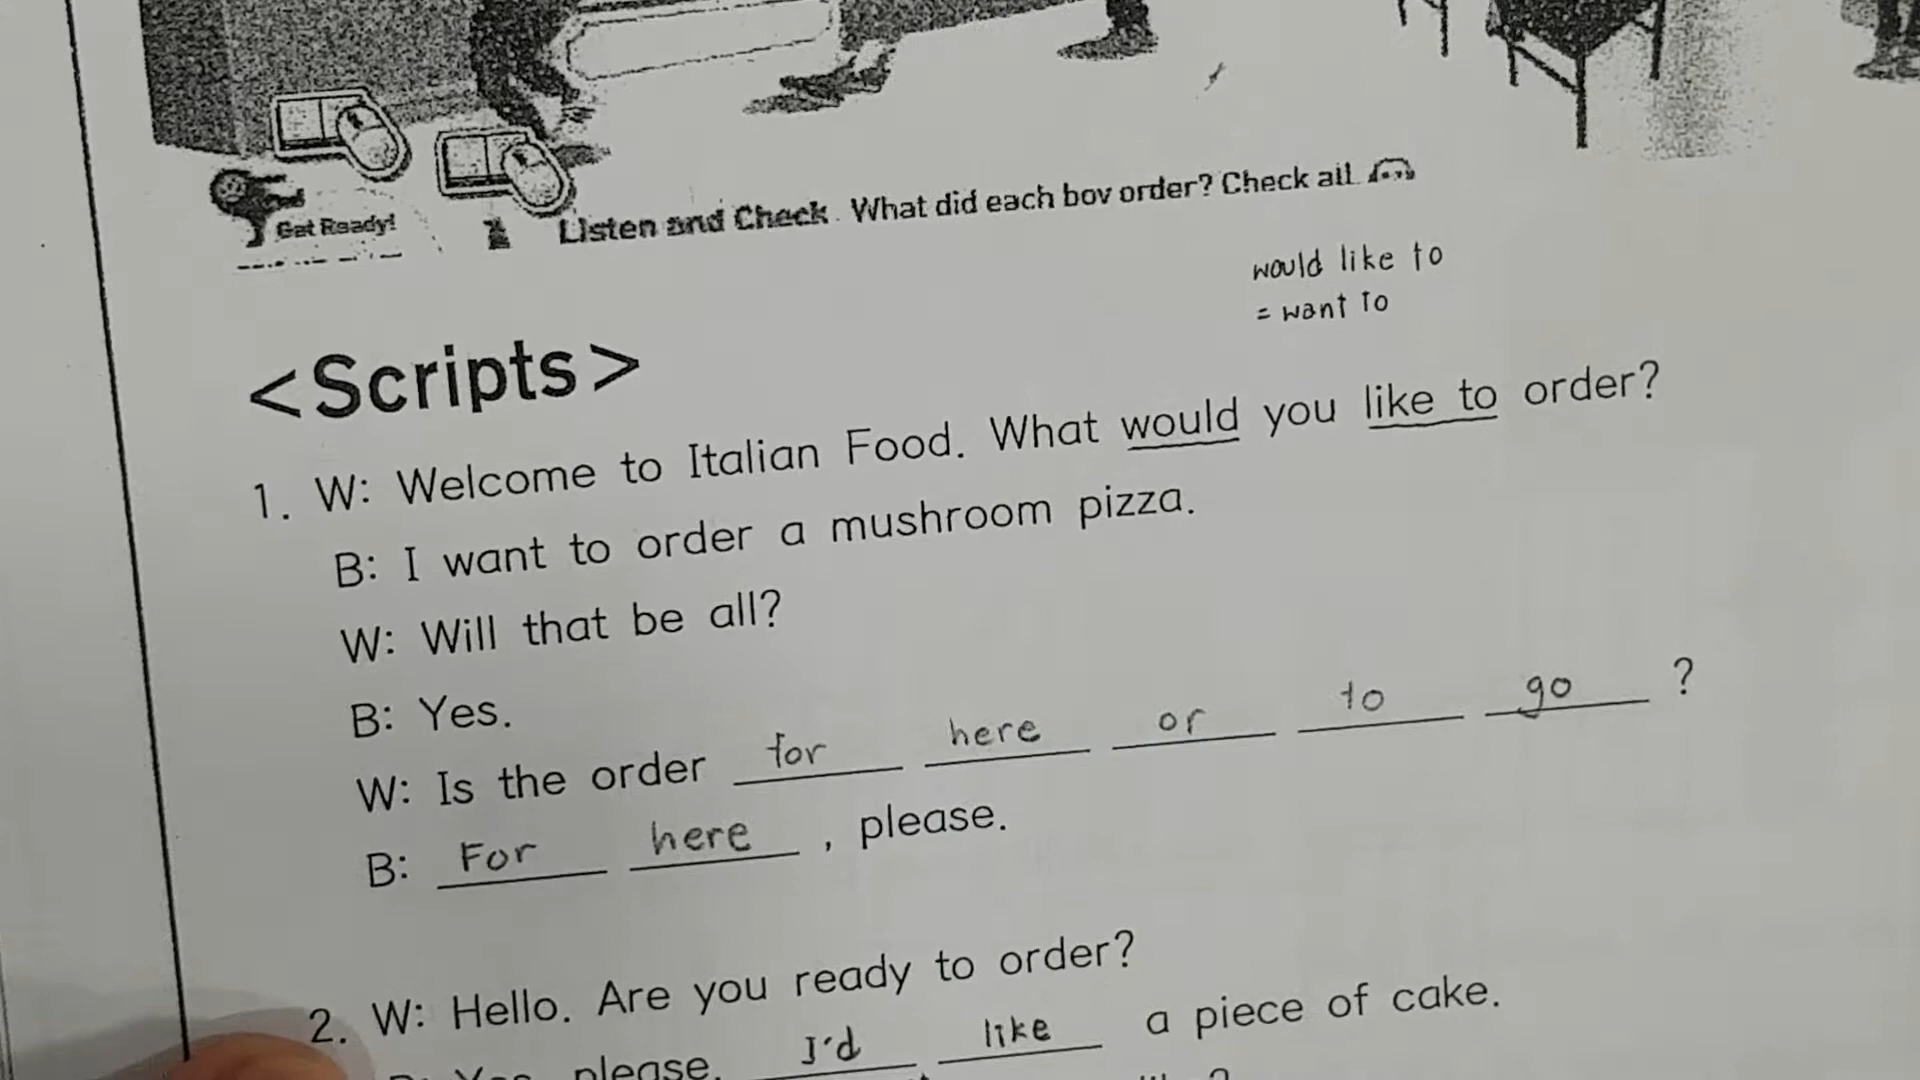 Get Ready!
1 Listen and Check. What did each boy order? Check all.
would like to
= want to
<Scripts>
1. W: Welcome to Italian Food. What would you like to order?
B: I want to order a mushroom pizza.
W: Will that be all?
B: Yes.
W: Is the order for here or to go ?
B: For here , please.
2. W: Hello. Are you ready to order?
B: Yes, please. I'd like a piece of cake.